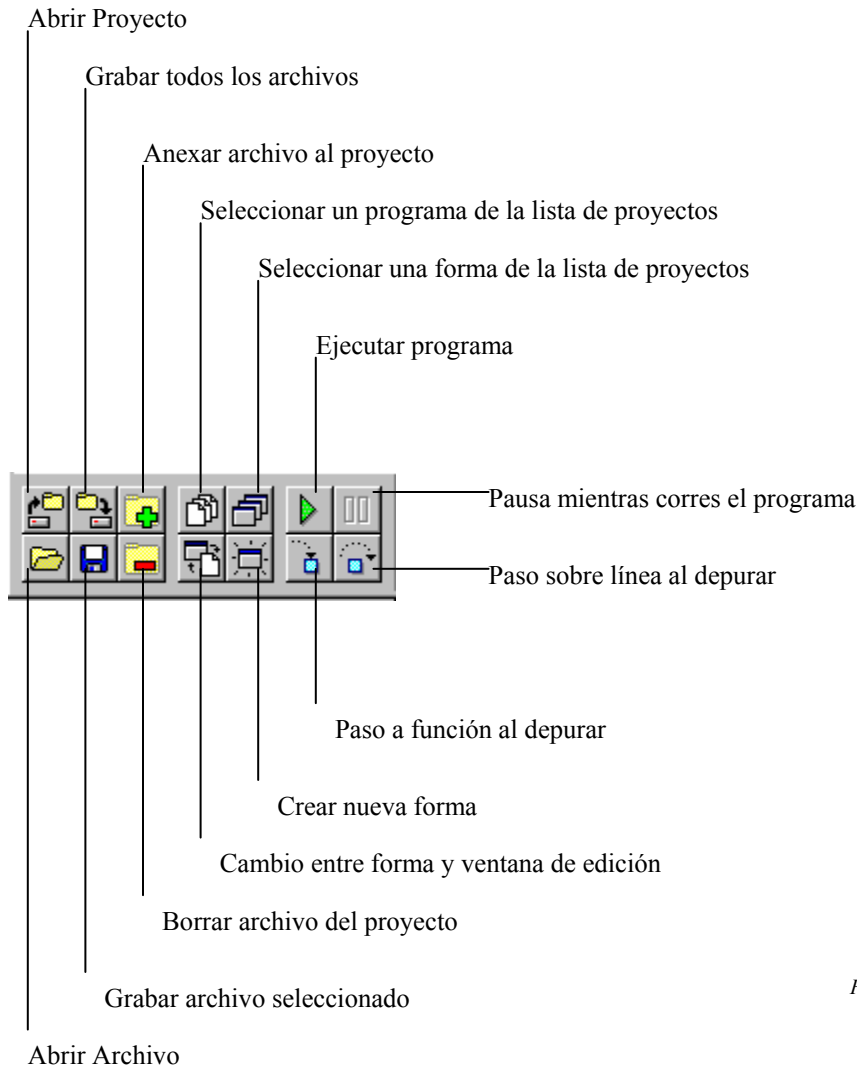 Abrir Proyecto
Grabar todos los archivos
Anexar archivo al proyecto
Seleccionar un programa de la lista de proyectos
Seleccionar una forma de la lista de proyectos
Ejecutar programa
Pausa mientras corres el programa
Paso sobre línea al depurar
Paso a función al depurar
Crear nueva forma
Cambio entre forma y ventana de edición
Borrar archivo del proyecto
Grabar archivo seleccionado
Abrir Archivo